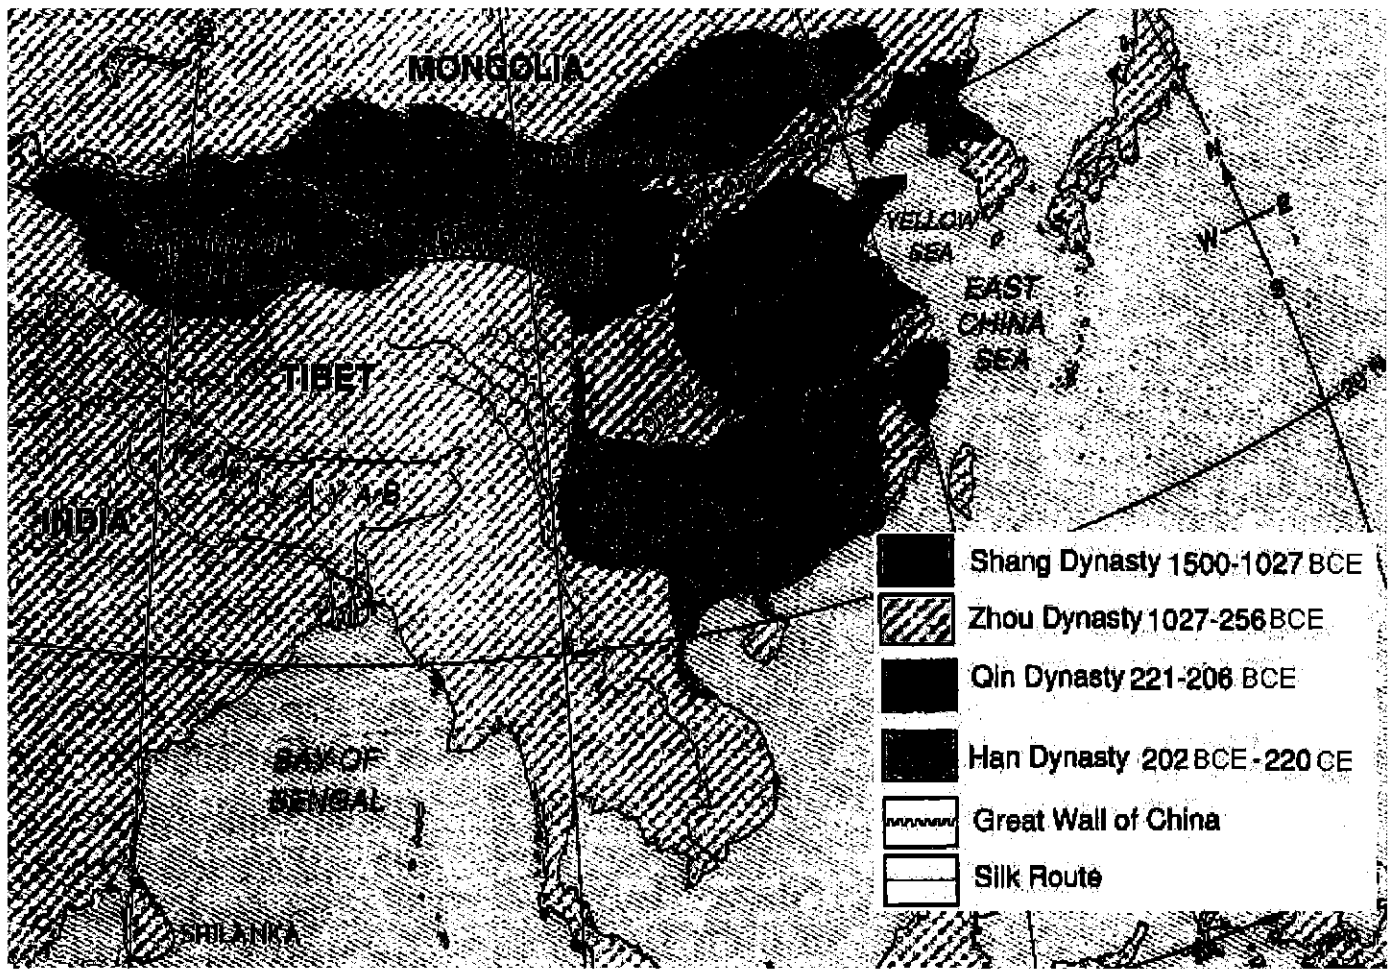 MONGOLIA
N
E
W
S
YELLOW
SEA
EAST
CHINA
SEA
TIBET
INDIA
BAY OF
BENGAL
SRILANKA
Shang Dynasty 1500-1027 BCE
Zhou Dynasty 1027-256 BCE
Qin Dynasty 221-206 BCE
Han Dynasty 202 BCE - 220 CE
Great Wall of China
Silk Route